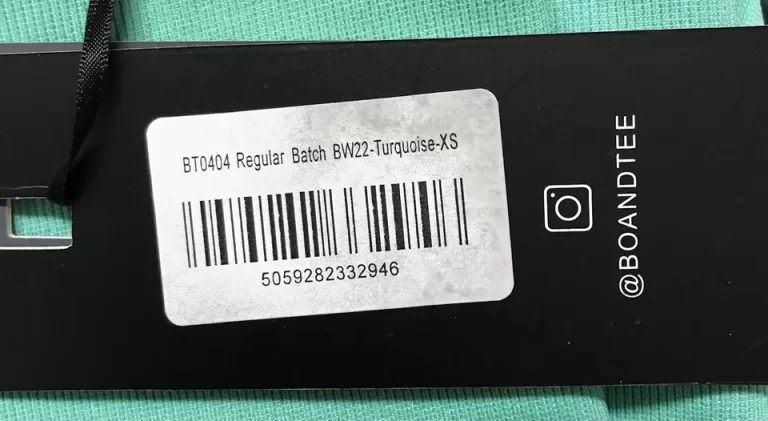 BT0404 Regular Batch BW22-Turquoise-XS
5059282332946
@BOANDTEE